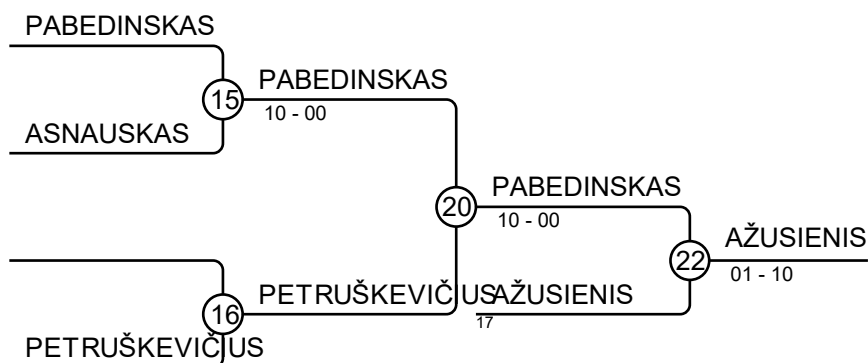 PABEDINSKAS
15
PABEDINSKAS
10 - 00
ASNAUSKAS
20
PABEDINSKAS
10 - 00
22
AŽUSIENIS
01 - 10
16
PETRUŠKEVIČIUS
AŽUSIENIS
17
PETRUŠKEVIČIUS